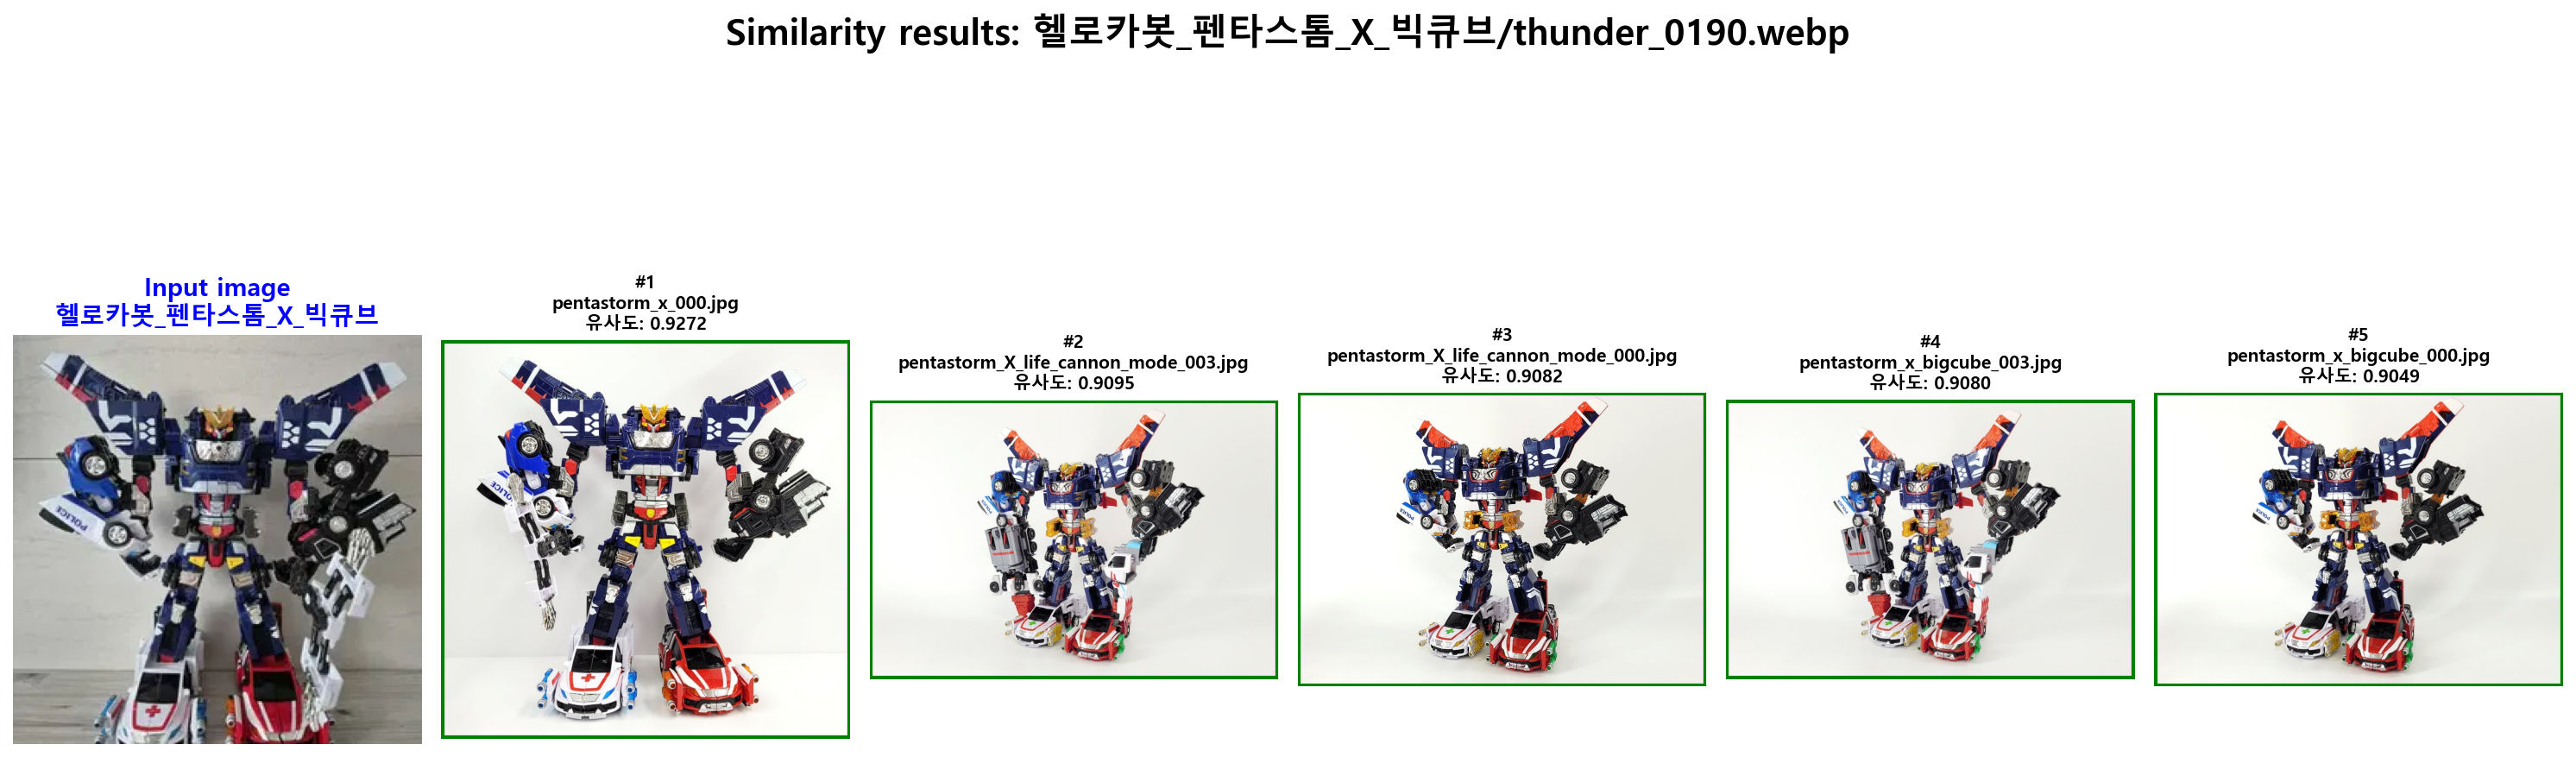 Similarity results: 헬로카봇_펜타스톰_X_빅큐브/thunder_0190.webp
Input image
헬로카봇_펜타스톰_X_빅큐브
POLICE
#1
pentastorm_x_000.jpg
유사도: 0.9272
POLICE
#2
pentastorm_X_life_cannon_mode_003.jpg
유사도: 0.9095
#3
pentastorm_X_life_cannon_mode_000.jpg
유사도: 0.9082
#4
pentastorm_x_bigcube_003.jpg
유사도: 0.9080
#5
pentastorm_x_bigcube_000.jpg
유사도: 0.9049